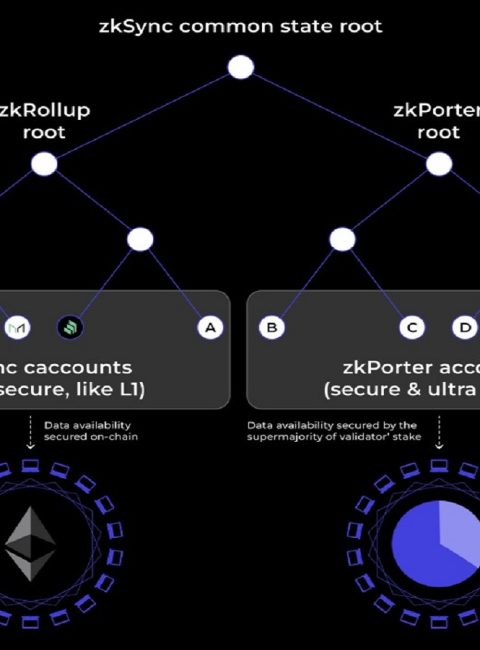 zkSync common state root
zkRollup
root
zkPorter
root
A
B
C
D
nc caccounts
secure, like L1)
zkPorter acco
(secure & ultra
Data availability
secured on-chain
Data availability secured by the
supermajority of validator' stake